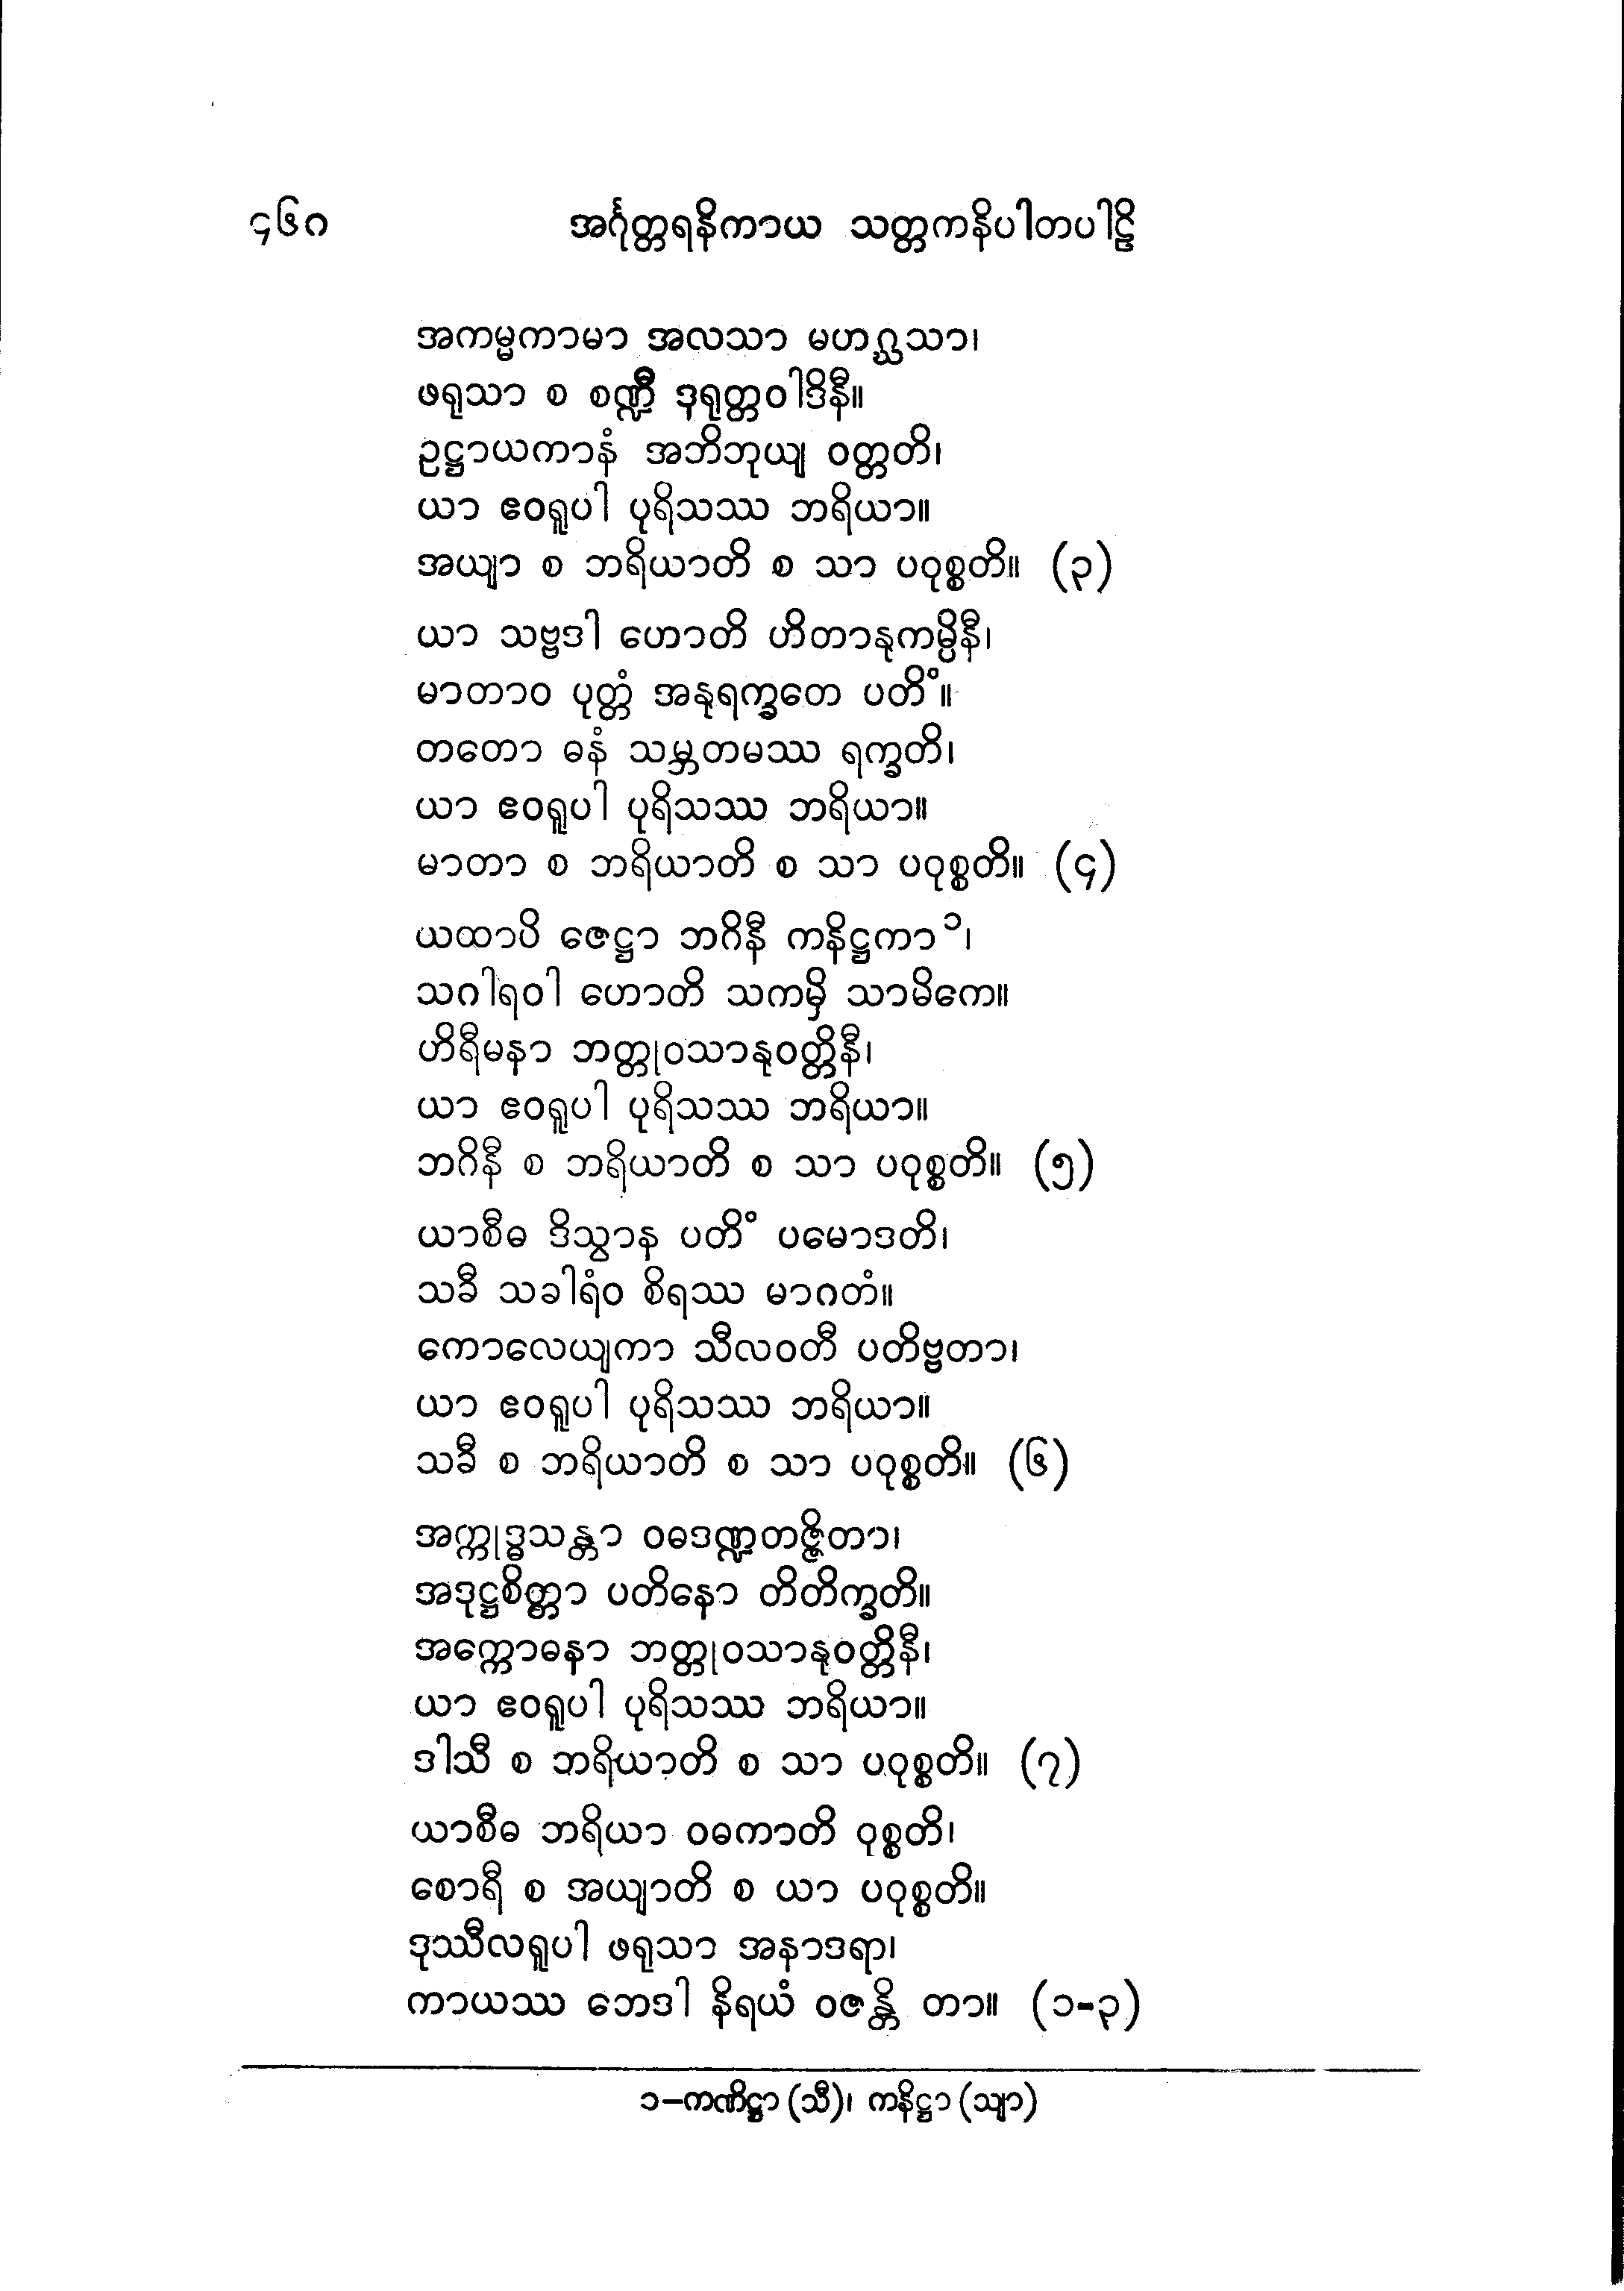 ၄၆၀ အင်္ဂုတ္တရနိကာယ သတ္တကနိပါတပါဠိ
အကမ္မကာမာ အလသာ မဟဂ္ဃသာ၊
ဖရုသာ စ စဏ္ဍီ ဒုရုတ္တဝါဒိနီ။
ဥဋ္ဌာယကာနံ အဘိဘုယျ ဝတ္တတိ၊
ယာ ဧဝရူပါ ပုရိသဿ ဘရိယာ။
အယျာ စ ဘရိယာတိ စ သာ ပဝုစ္စတိ။ (၃)
ယာ သဗ္ဗဒါ ဟောတိ ဟိတာနုကမ္ပိနီ၊
မာတာဝ ပုတ္တံ အနုရက္ခတေ ပတိံ။
တတော ဓနံ သမ္ဘတမဿ ရက္ခတိ၊
ယာ ဧဝရူပါ ပုရိသဿ ဘရိယာ။
မာတာ စ ဘရိယာတိ စ သာ ပဝုစ္စတိ။ (၄)
ယထာပိ ဇေဋ္ဌာ ဘဂိနီ ကနိဋ္ဌကာ၁၊
သဂါရဝါ ဟောတိ သကမှိ သာမိကေ။
ဟိရီမနာ ဘတ္တုဝသာနုဝတ္တိနီ၊
ယာ ဧဝရူပါ ပုရိသဿ ဘရိယာ။
ဘဂိနီ စ ဘရိယာတိ စ သာ ပဝုစ္စတိ။ (၅)
ယာစီဓ ဒိသွာန ပတိံ ပမောဒတိ၊
သခီ သခါရံဝ စိရဿ မာဂတံ။
ကောလေယျကာ သီလဝတီ ပတိဗ္ဗတာ၊
ယာ ဧဝရူပါ ပုရိသဿ ဘရိယာ။
သခီ စ ဘရိယာတိ စ သာ ပဝုစ္စတိ။ (၆)
အက္ကုဒ္ဓသန္တာ ဝဓဒဏ္ဍတဇ္ဇိတာ၊
အဒုဋ္ဌစိတ္တာ ပတိနော တိတိက္ခတိ။
အက္ကောဓနာ ဘတ္တုဝသာနုဝတ္တိနီ၊
ယာ ဧဝရူပါ ပုရိသဿ ဘရိယာ။
ဒါသီ စ ဘရိယာတိ စ သာ ပဝုစ္စတိ။ (၇)
ယာစီဓ ဘရိယာ ဝဓကာတိ ဝုစ္စတိ၊
စောရီ စ အယျာတိ စ ယာ ပဝုစ္စတိ။
ဒုဿီလရူပါ ဖရုသာ အနာဒရာ၊
ကာယဿ ဘေဒါ နိရယံ ဝဇန္တိ တာ။ (၁-၃)
၁–ကဏိဋ္ဌာ (သီ)၊ ကနိဋ္ဌာ (သျာ)